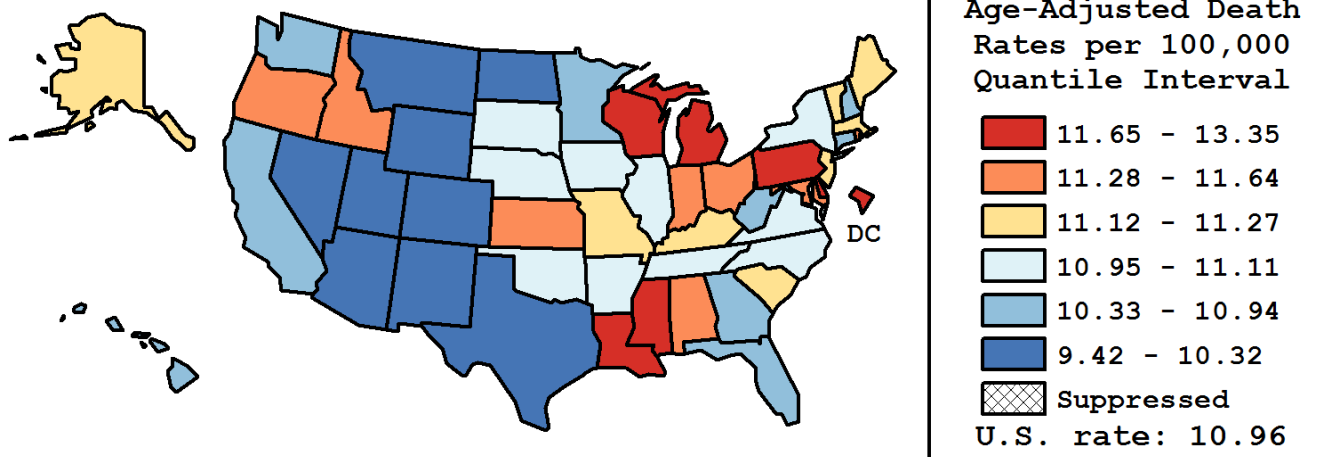 DC
Age-Adjusted Death
Rates per 100,000
Quantile Interval
11.65 - 13.35
11.28 - 11.64
11.12 - 11.27
10.95 - 11.11
10.33 - 10.94
9.42 - 10.32
Suppressed
U.S. rate: 10.96